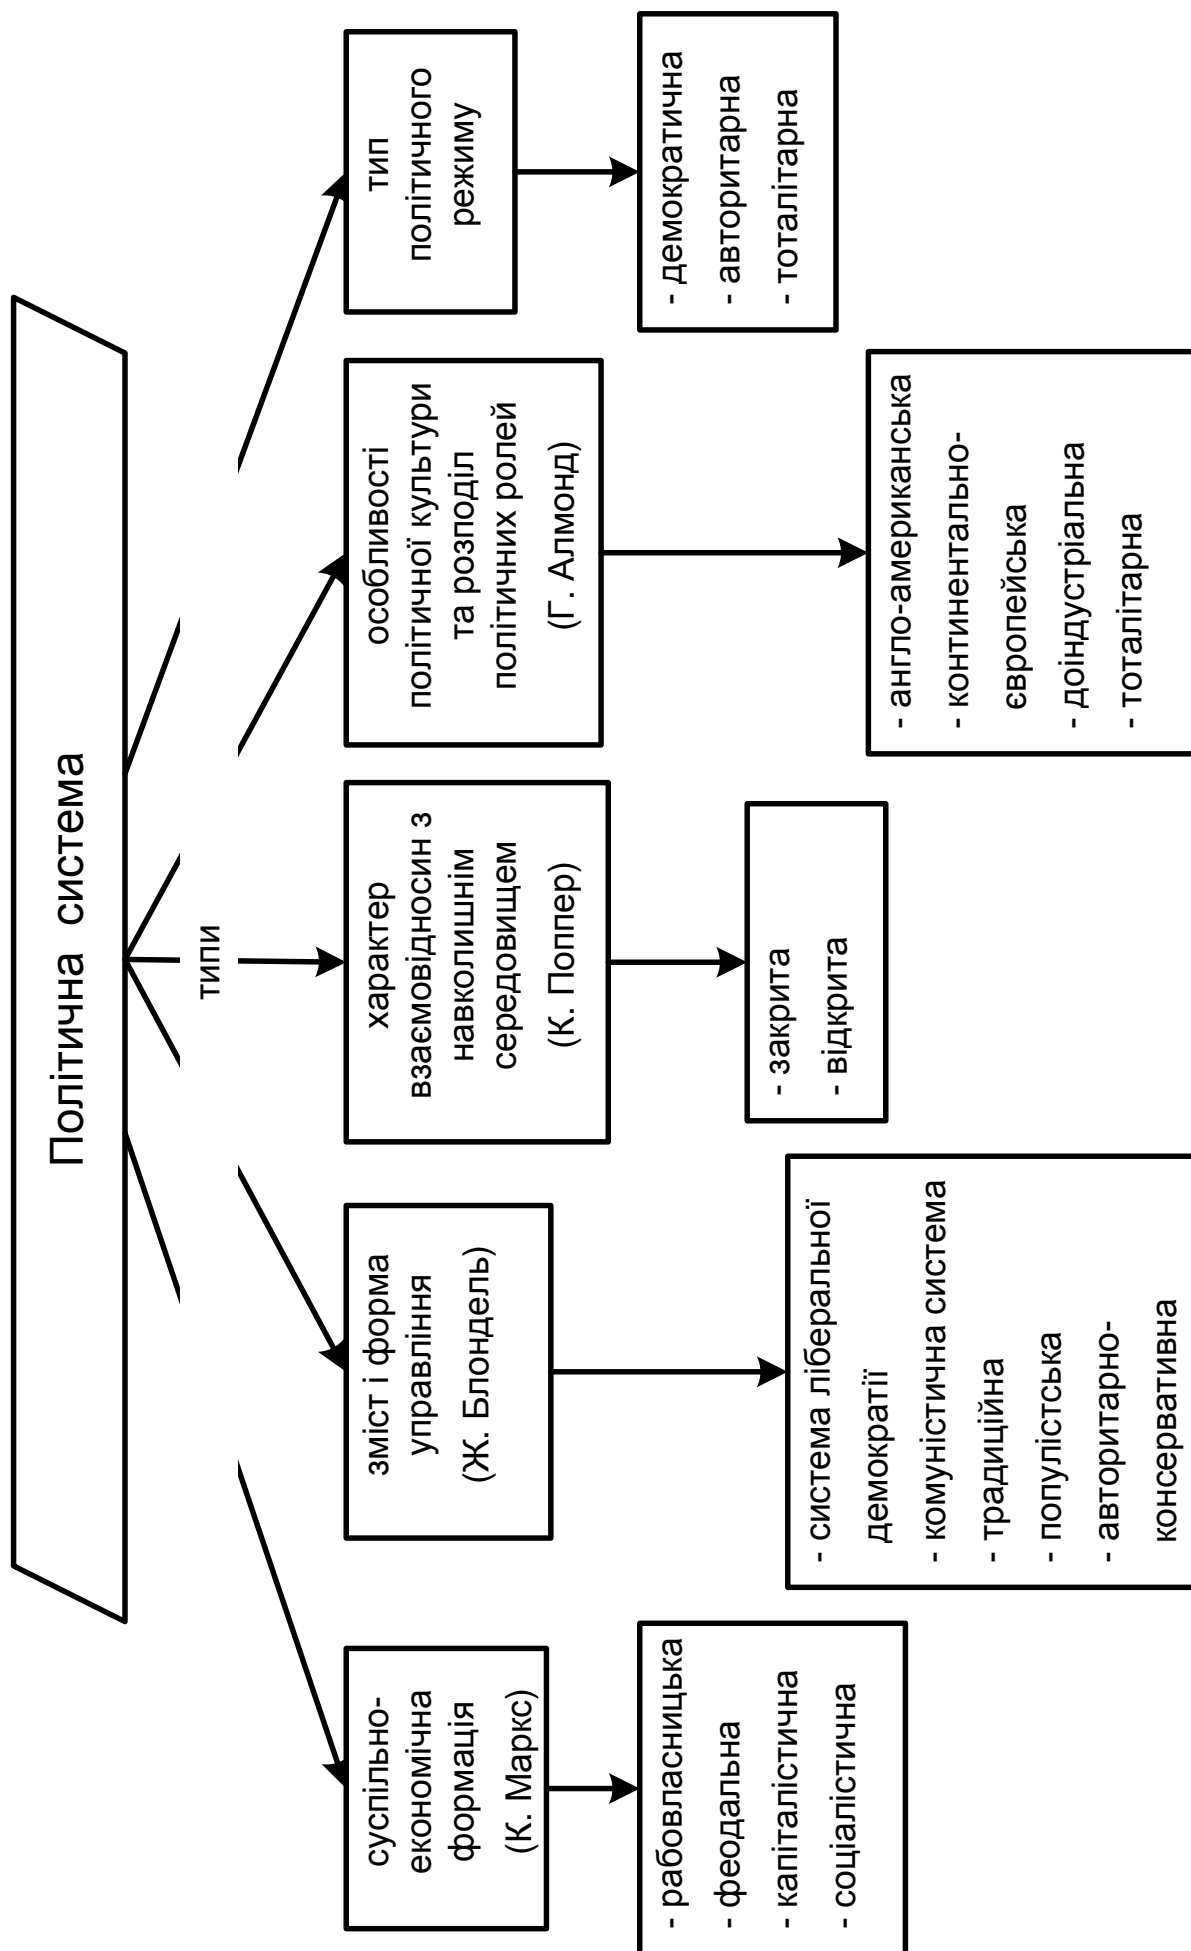 Політична система
типи
суспільно-
економічна
формація
(К. Маркс)
- рабовласницька
- феодальна
- капіталістична
- соціалістична
зміст і форма
управління
(Ж. Блондель)
- система ліберальної
демократії
- комуністична система
- традиційна
- популістська
- авторитарно-
консервативна
характер
взаємовідносин з
навколишнім
середовищем
(К. Поппер)
- закрита
- відкрита
особливості
політичної культури
та розподіл
політичних ролей
(Г. Алмонд)
- англо-американська
- континентально-
європейська
- доіндустріальна
- тоталітарна
тип
політичного
режиму
- демократична
- авторитарна
- тоталітарна